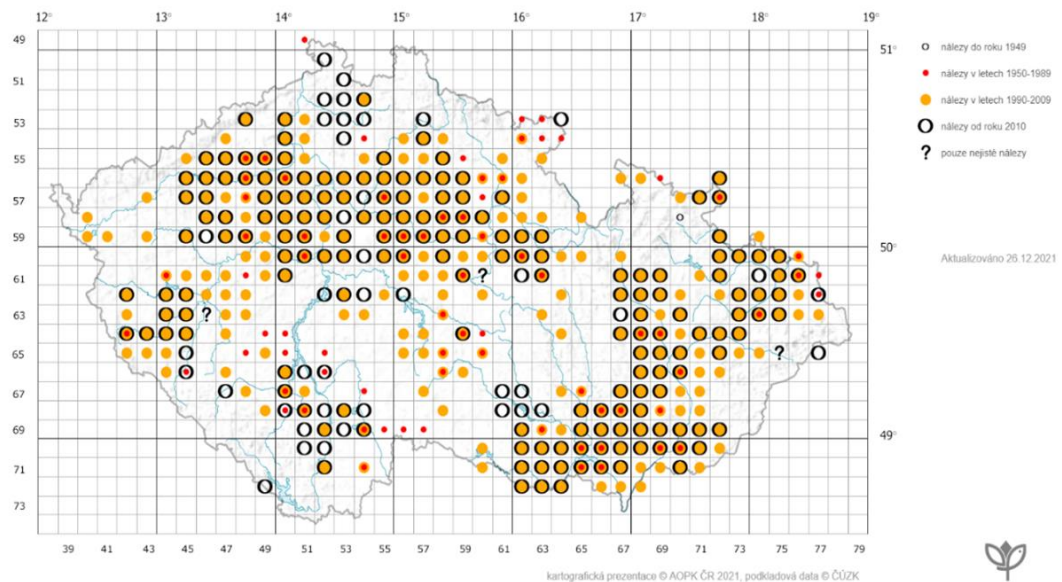 12° 13° 14° 15° 16° 17° 18° 19°
49
51°
nálezy do roku 1949
51
nálezy v letech 1950-1989
nálezy v letech 1990-2009
53
nálezy od roku 2010
55
? pouze nejistě nálezy
57
59
50°
Aktualizováno 26.12.2021
61
?
63
?
65
?
67
69
49°
71
73
39 41 43 45 47 49 51 53 55 57 59 61 63 65 67 69 71 73 75 77 79
kartografická prezentace © AOPK ČR 2021, podkladová data © ČÚZK